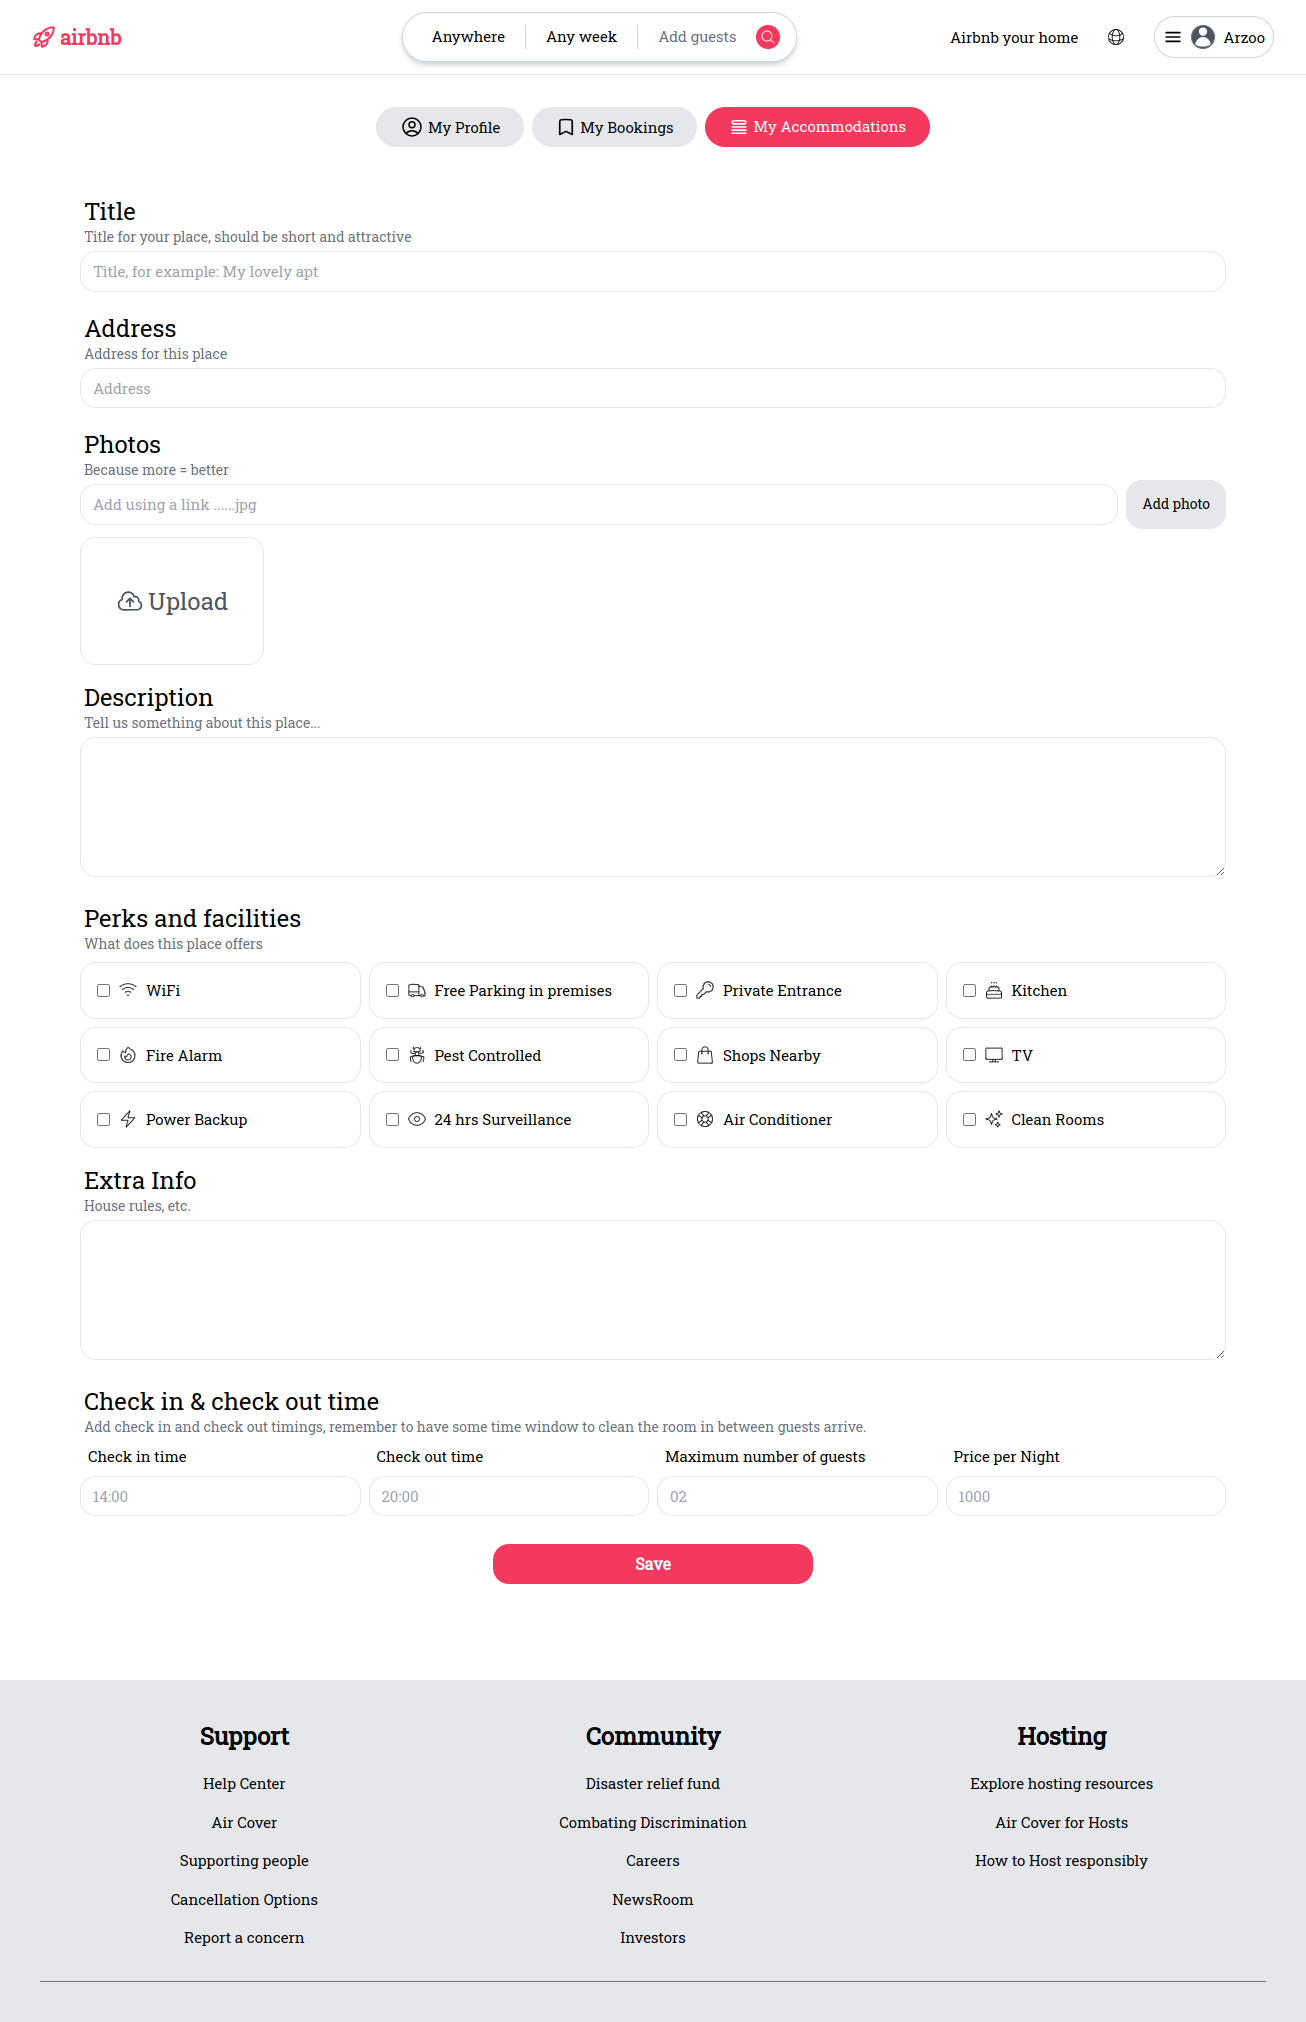 airbnb Anywhere Any week Add guests Airbnb your home Arzoo
My Profile My Bookings My Accommodations
Title
Title for your place, should be short and attractive
Title, for example: My lovely apt
Address
Address for this place
Address
Photos
Because more = better
Add using a link ......jpg Add photo
Upload
Description
Tell us something about this place...
Perks and facilities
What does this place offers
WiFi Free Parking in premises Private Entrance Kitchen
Fire Alarm Pest Controlled Shops Nearby TV
Power Backup 24 hrs Surveillance Air Conditioner Clean Rooms
Extra Info
House rules, etc.
Check in & check out time
Add check in and check out timings, remember to have some time window to clean the room in between guests arrive.
Check in time Check out time Maximum number of guests Price per Night
14:00 20:00 02 1000
Save
Support Community Hosting
Help Center Disaster relief fund Explore hosting resources
Air Cover Combating Discrimination Air Cover for Hosts
Supporting people Careers How to Host responsibly
Cancellation Options NewsRoom
Report a concern Investors